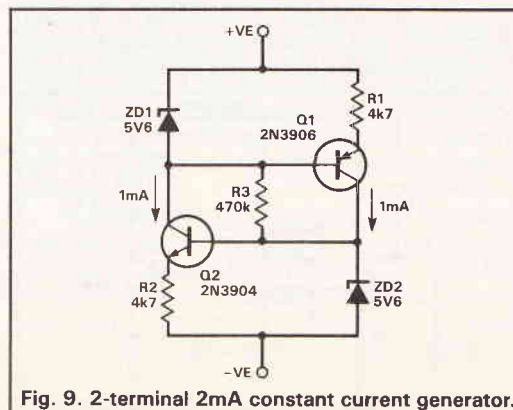 +VE
ZD1
5V6
Q1
2N3906
R1
4k7
1mA
R3
470k
1mA
Q2
2N3904
R2
4k7
ZD2
5V6
-VE
Fig. 9. 2-terminal 2mA constant current generator.